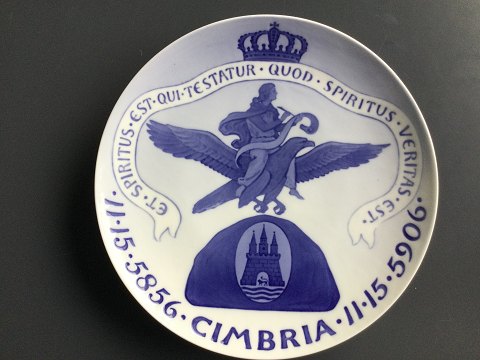 ET · SPIRITUS · EST · QUI · TESTATUR · QUOD · SPIRITUS · VERITAS · EST ·
11 · 15 · 5856 · CIMBRIA · 11 · 15 · 5906 ·